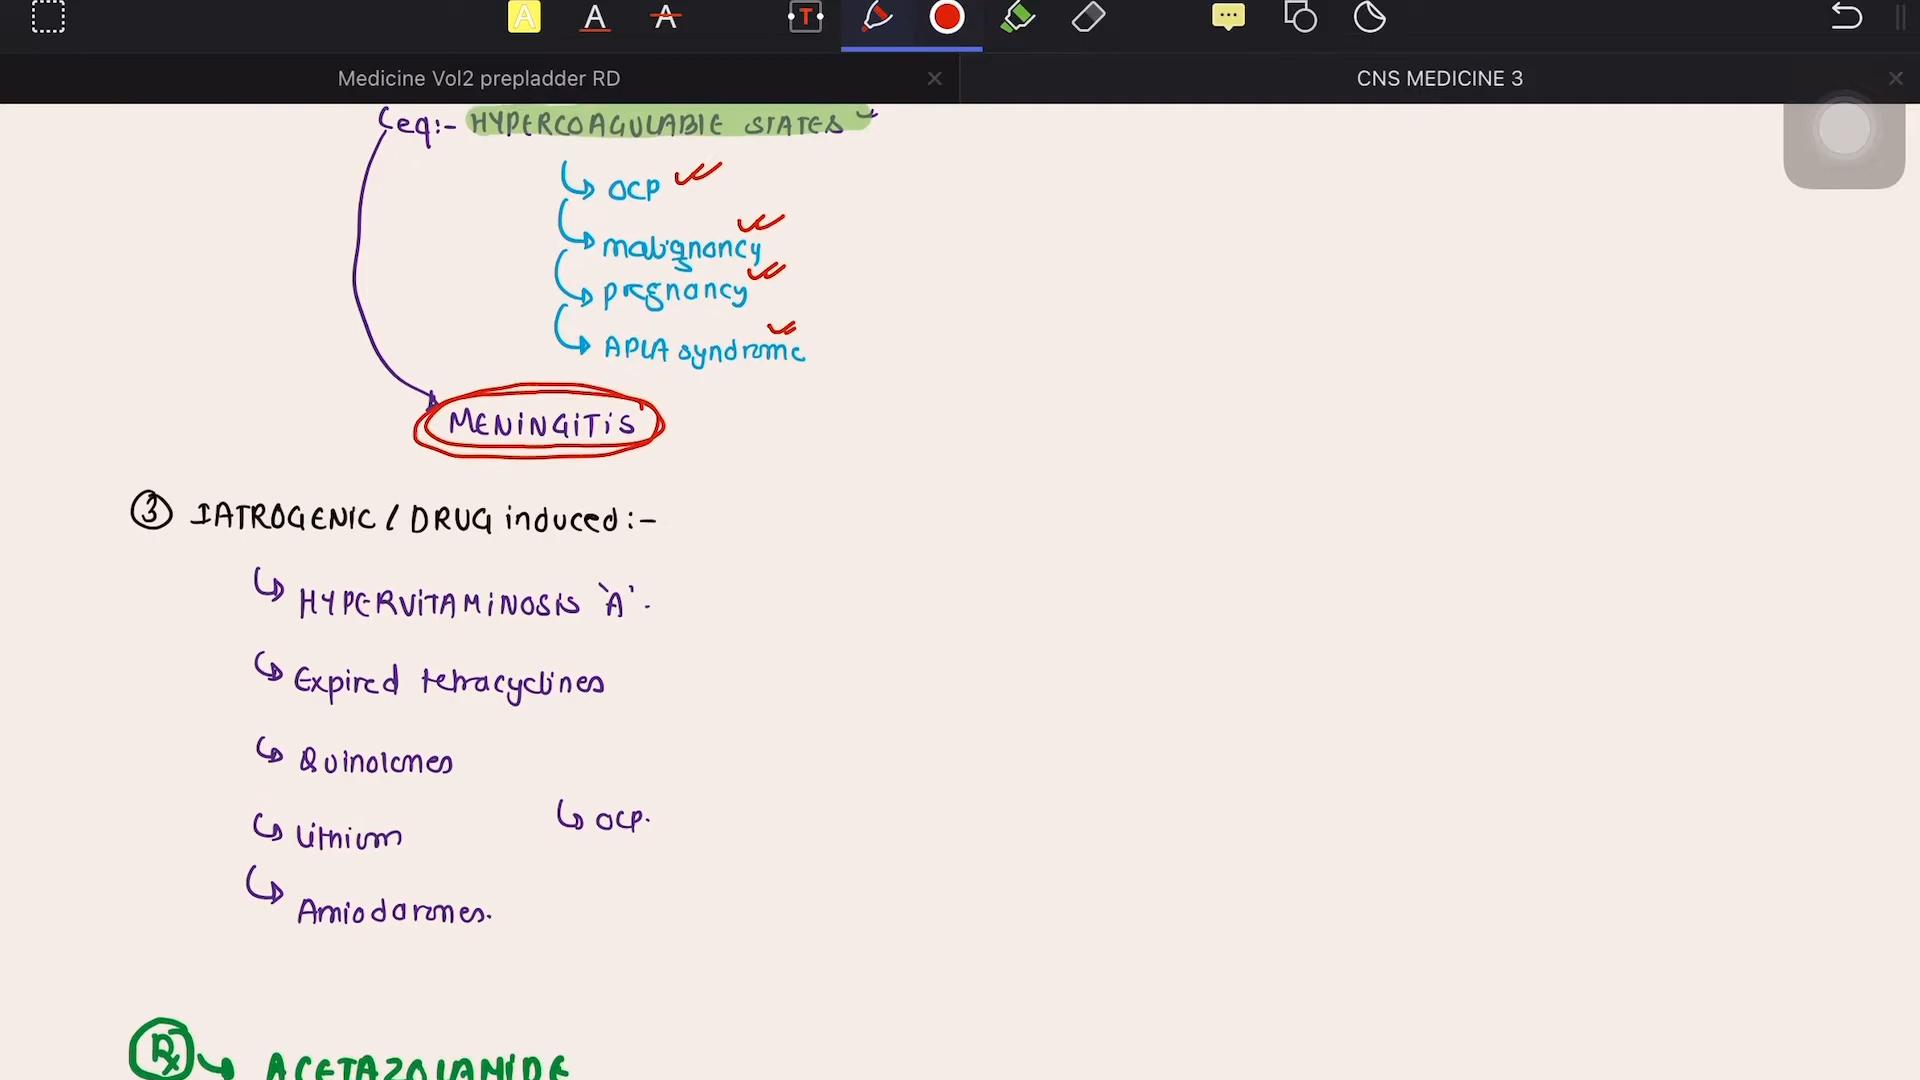 A A A T
Medicine Vol2 prepladder RD
CNS MEDICINE 3
eg:- HYPERCOAGULABLE STATES
OCP
malignancy
pregnancy
APLA syndrome
MENINGITIS
③ IATROGENIC / DRUG induced:-
HYPERVITAMINOSIS 'A'.
Expired tetracyclines
Quinolones
Lithium
OCP.
Amiodarones.
Rx ACETAZOLAMIDE